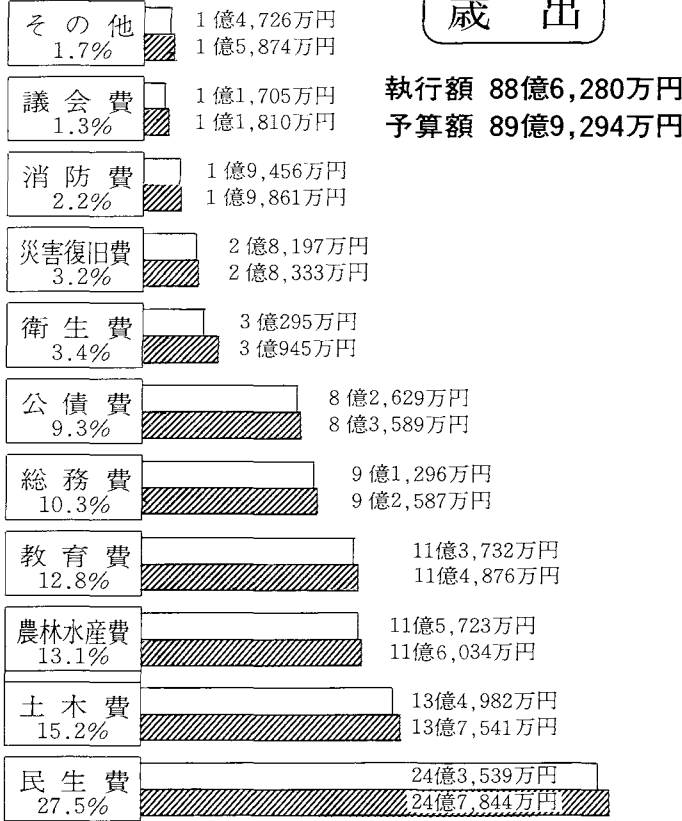 歳出
執行額 88億6,280万円
予算額 89億9,294万円
その他
1.7%
1億4,726万円
1億5,874万円
議会費
1.3%
1億1,705万円
1億1,810万円
消防費
2.2%
1億9,456万円
1億9,861万円
災害復旧費
3.2%
2億8,197万円
2億8,333万円
衛生費
3.4%
3億295万円
3億945万円
公債費
9.3%
8億2,629万円
8億3,589万円
総務費
10.3%
9億1,296万円
9億2,587万円
教育費
12.8%
11億3,732万円
11億4,876万円
農林水産費
13.1%
11億5,723万円
11億6,034万円
土木費
15.2%
13億4,982万円
13億7,541万円
民生費
27.5%
24億3,539万円
24億7,844万円